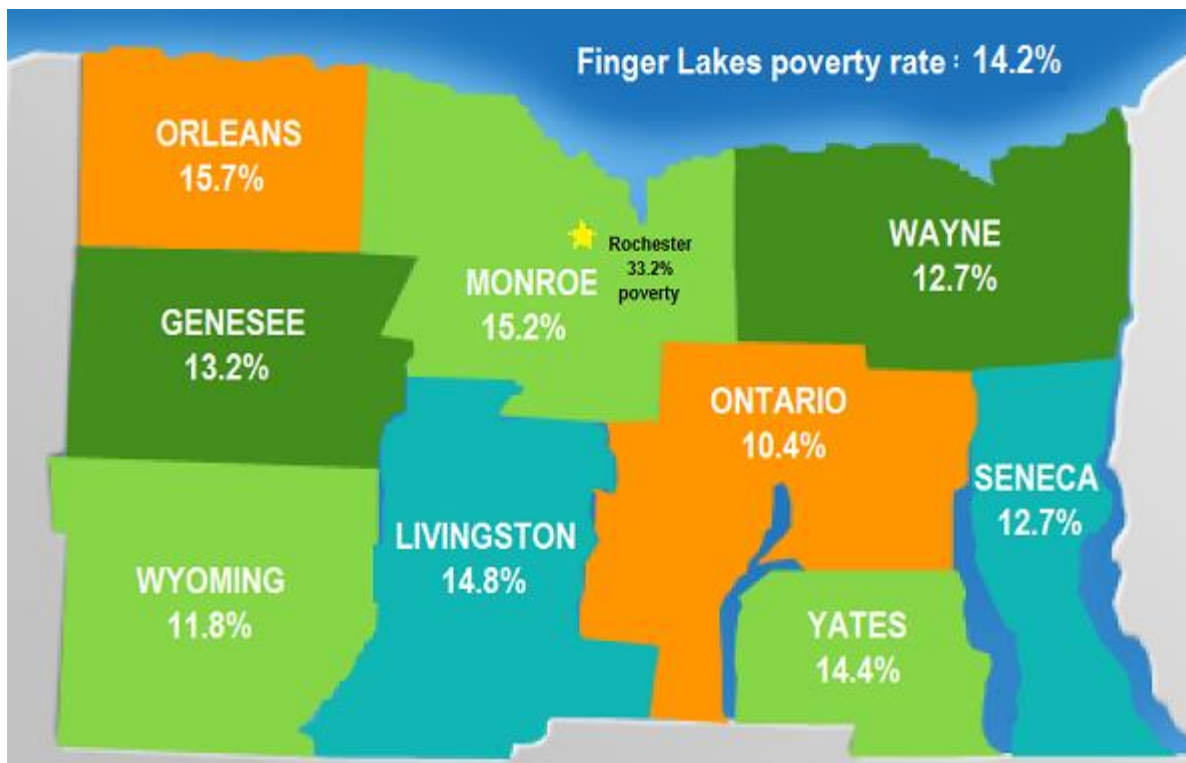 Finger Lakes poverty rate : 14.2%
ORLEANS
15.7%
MONROE
15.2%
Rochester
33.2%
poverty
WAYNE
12.7%
GENESEE
13.2%
ONTARIO
10.4%
SENECA
12.7%
LIVINGSTON
14.8%
WYOMING
11.8%
YATES
14.4%